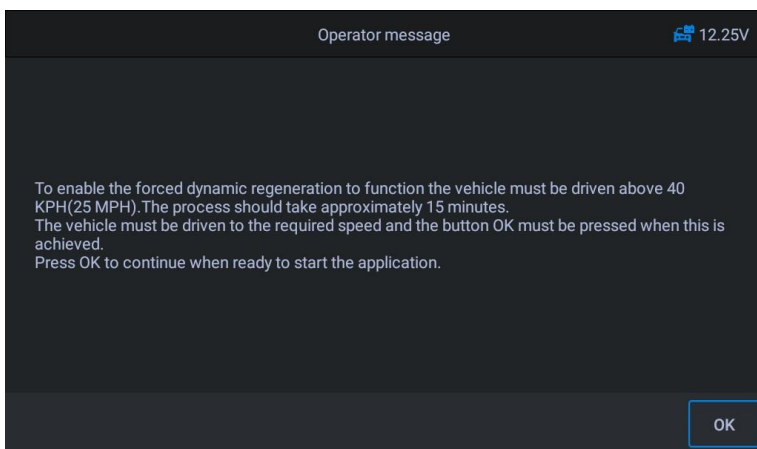 Operator message
12.25V
To enable the forced dynamic regeneration to function the vehicle must be driven above 40
KPH(25 MPH).The process should take approximately 15 minutes.
The vehicle must be driven to the required speed and the button OK must be pressed when this is
achieved.
Press OK to continue when ready to start the application.
OK